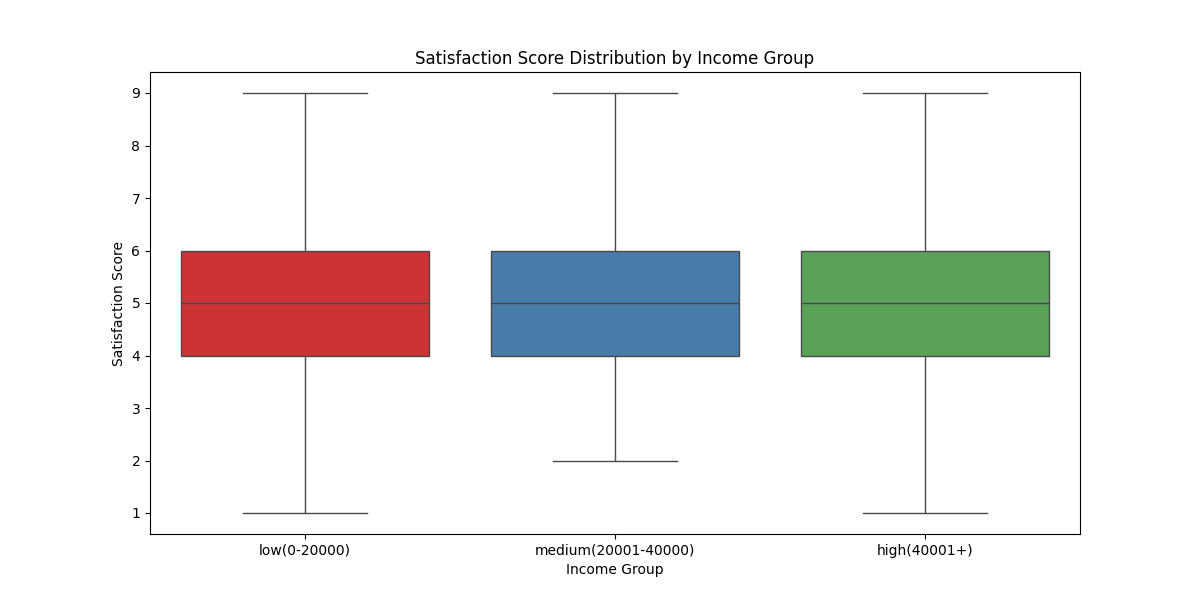 Satisfaction Score Distribution by Income Group
Satisfaction Score
9
8
7
6
5
4
3
2
1
low(0-20000)
medium(20001-40000)
high(40001+)
Income Group